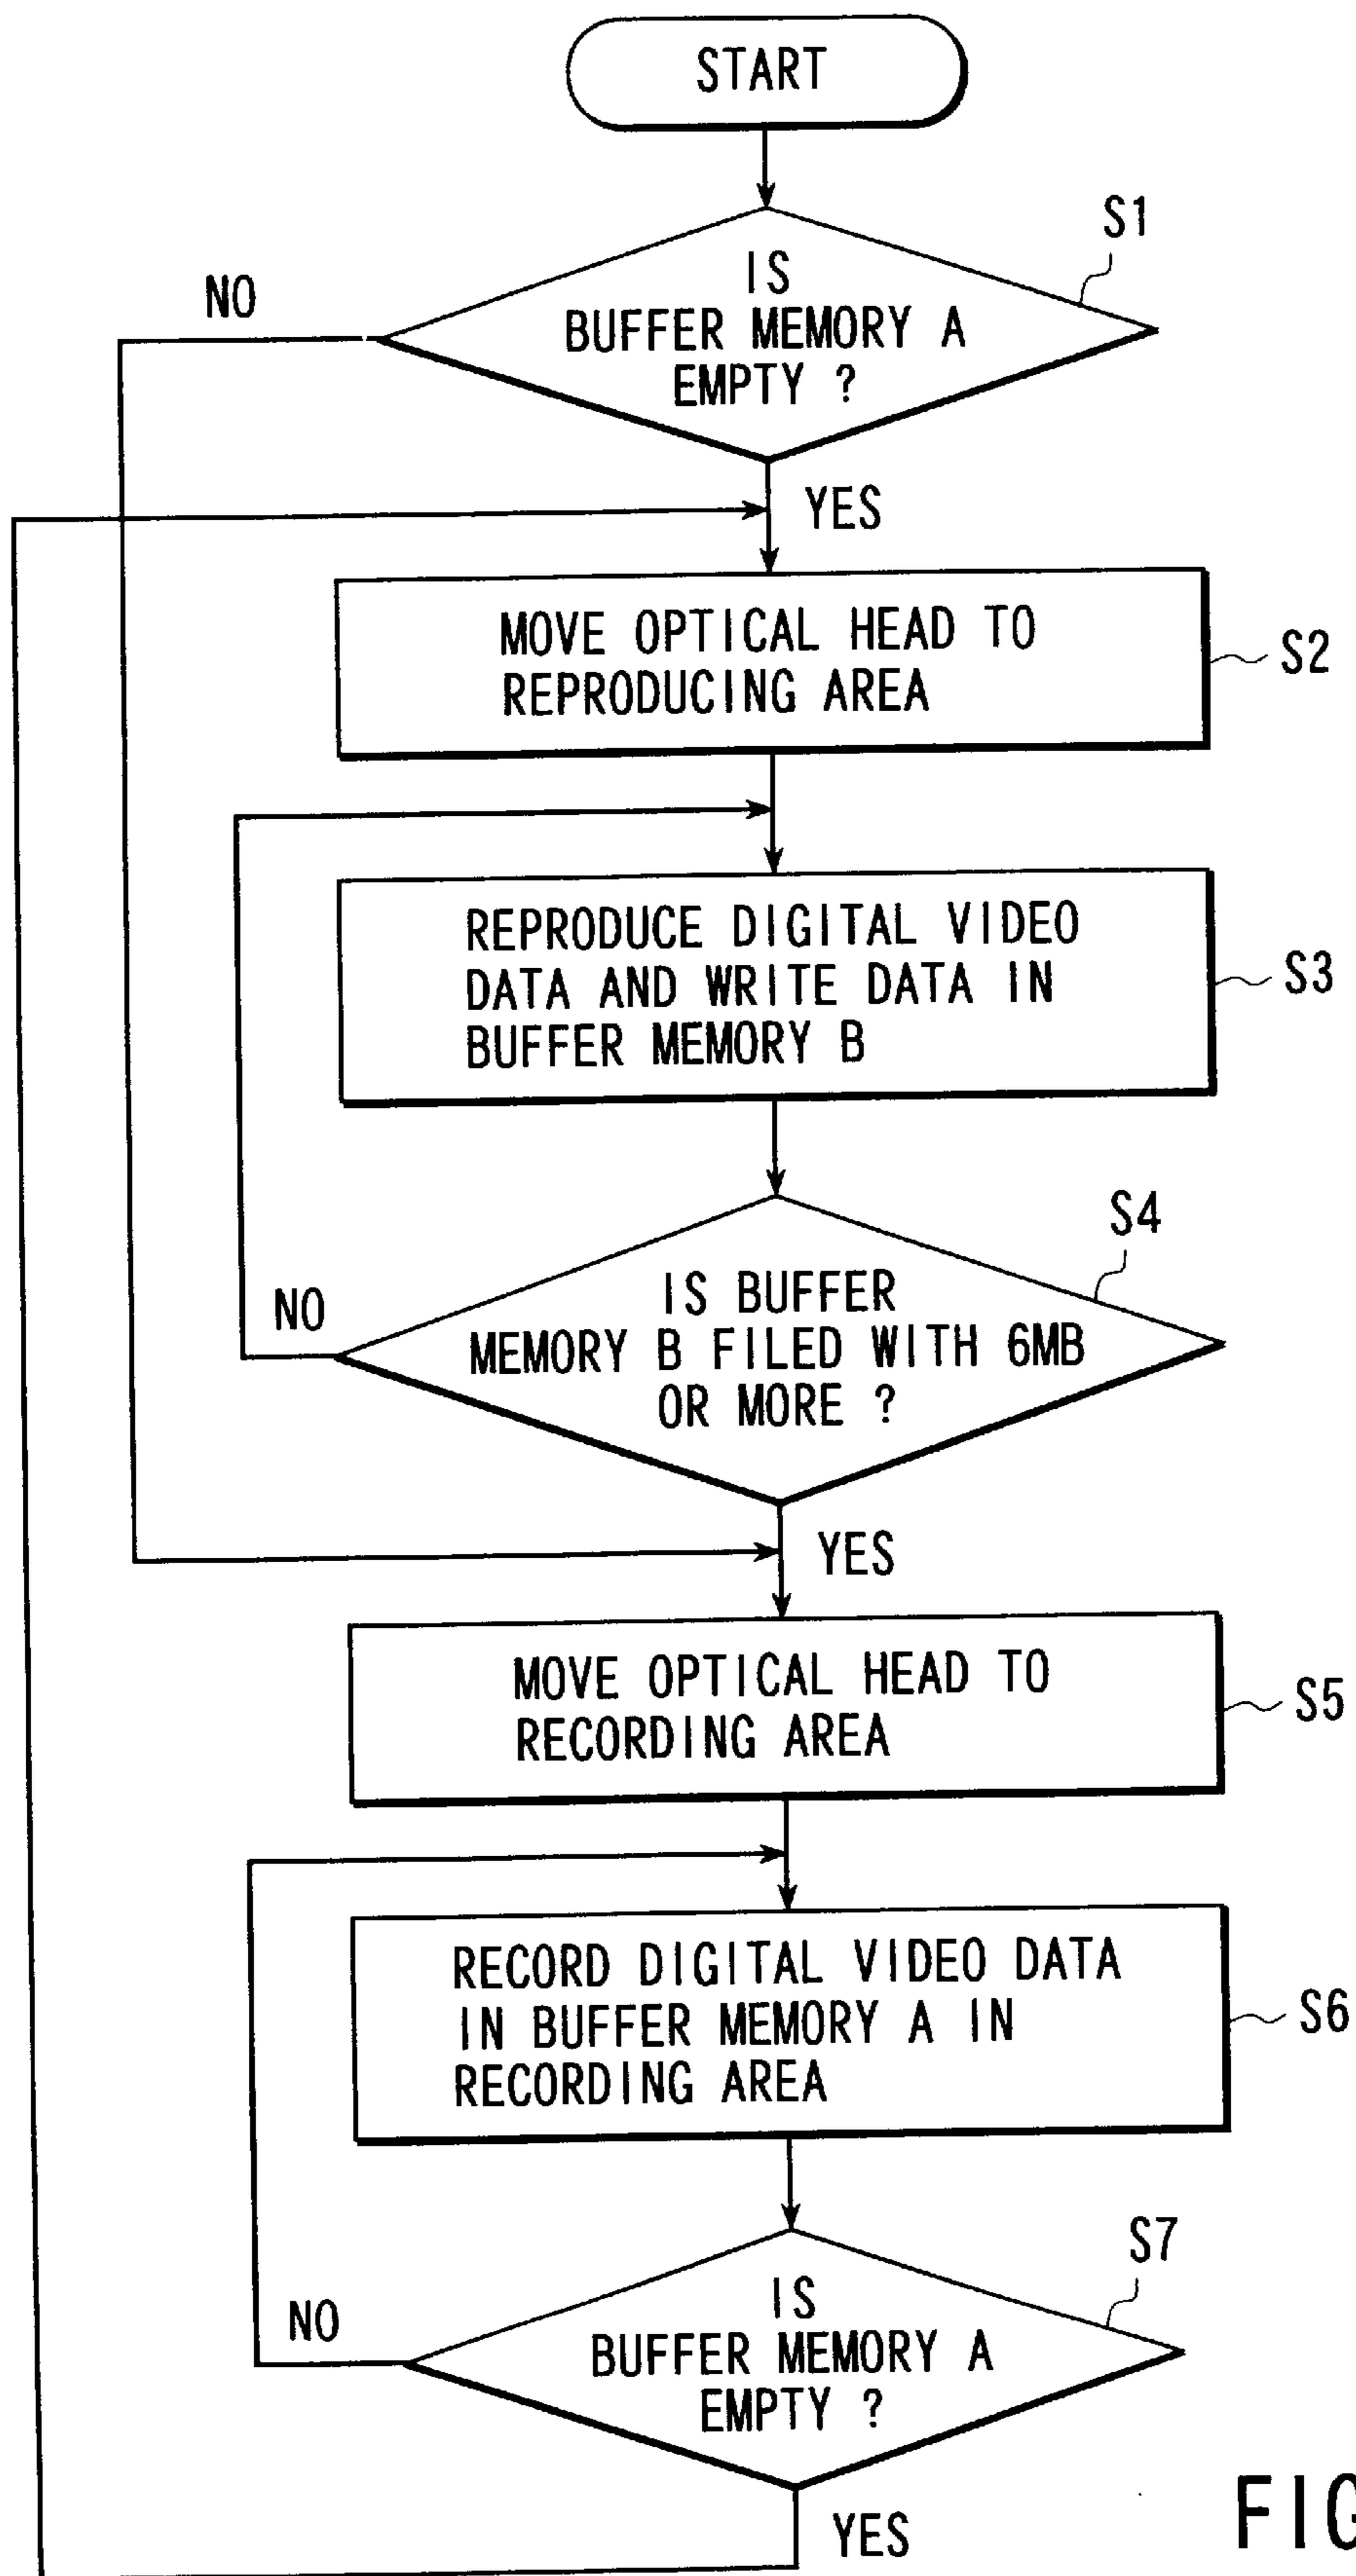 START
S1
IS
BUFFER MEMORY A
EMPTY ?
NO
YES
MOVE OPTICAL HEAD TO
REPRODUCING AREA
S2
REPRODUCE DIGITAL VIDEO
DATA AND WRITE DATA IN
BUFFER MEMORY B
S3
S4
IS BUFFER
MEMORY B FILED WITH 6MB
OR MORE ?
NO
YES
MOVE OPTICAL HEAD TO
RECORDING AREA
S5
RECORD DIGITAL VIDEO DATA
IN BUFFER MEMORY A IN
RECORDING AREA
S6
S7
IS
BUFFER MEMORY A
EMPTY ?
NO
YES
FIG